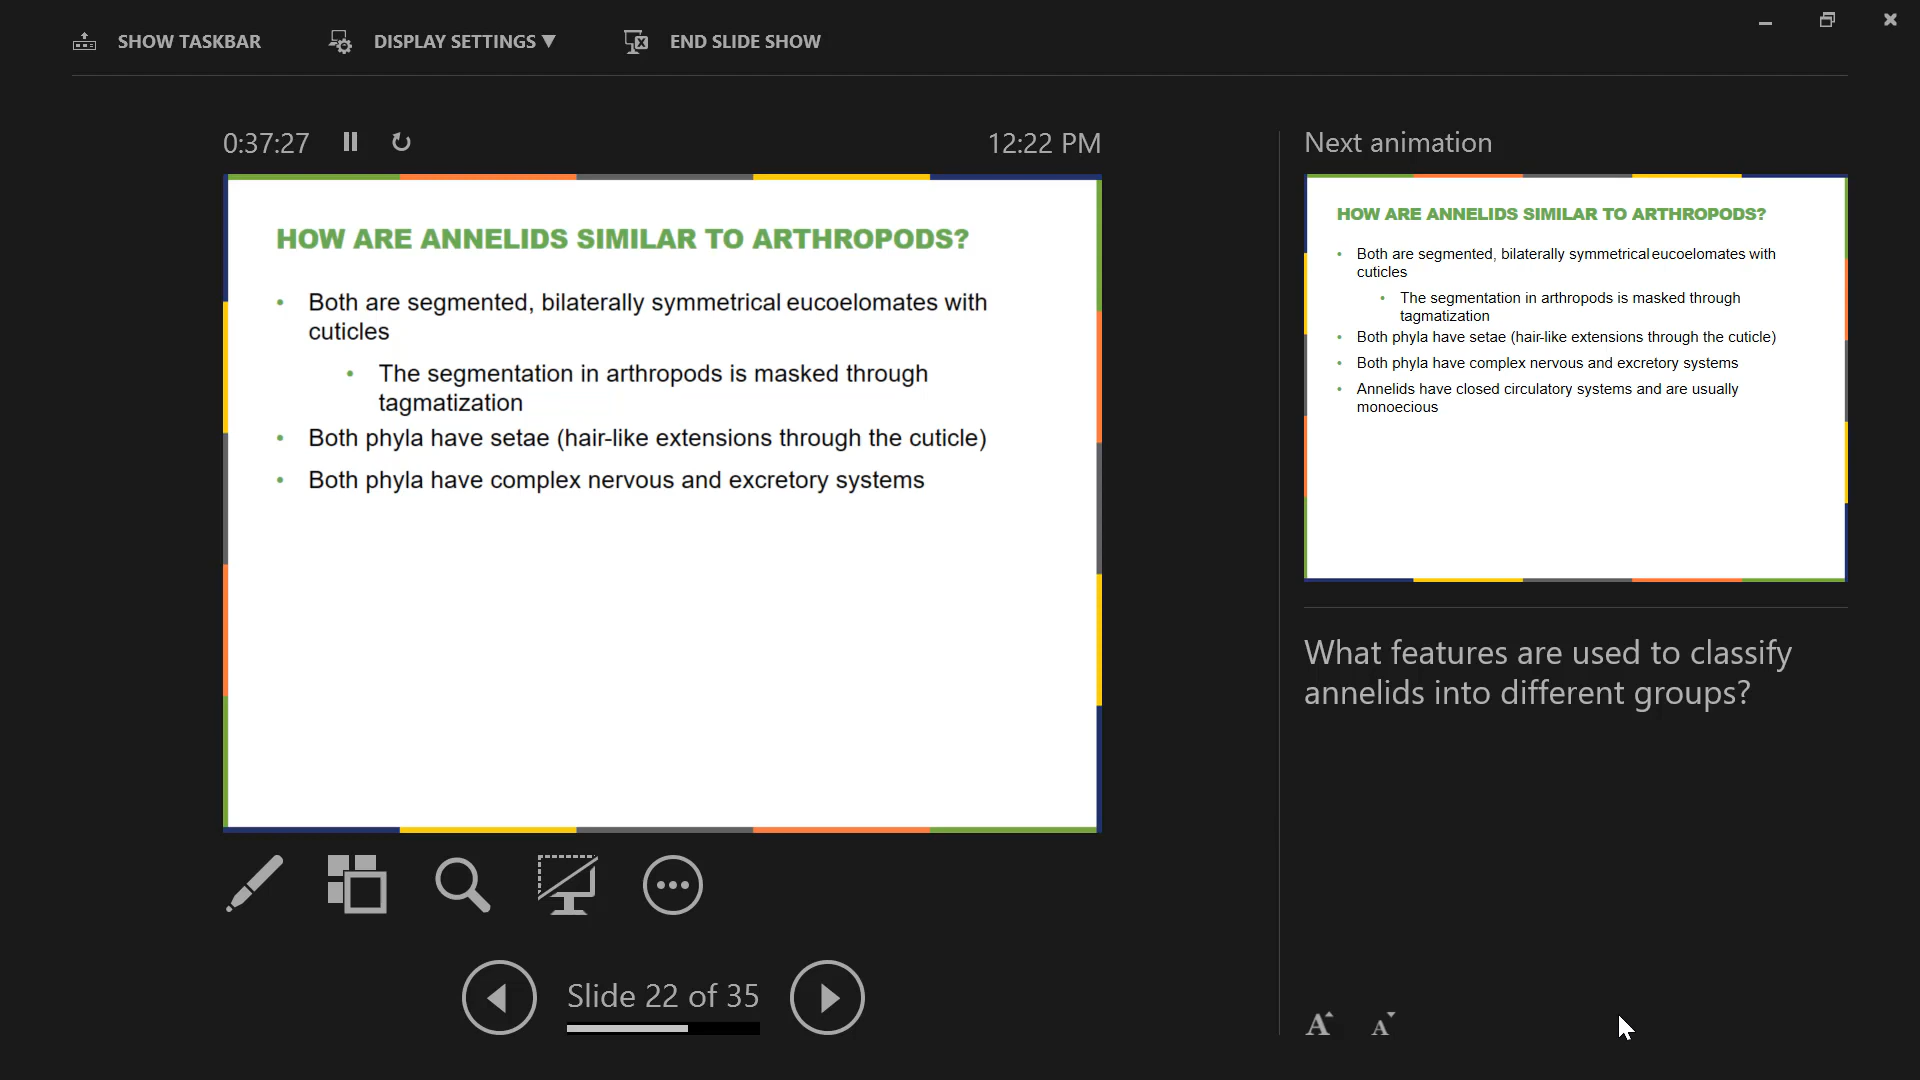 SHOW TASKBAR
DISPLAY SETTINGS ▼
END SLIDE SHOW
0:37:27
12:22 PM
HOW ARE ANNELIDS SIMILAR TO ARTHROPODS?
• Both are segmented, bilaterally symmetrical eucoelomates with
cuticles
• The segmentation in arthropods is masked through
tagmatization
• Both phyla have setae (hair-like extensions through the cuticle)
• Both phyla have complex nervous and excretory systems
Slide 22 of 35
Next animation
HOW ARE ANNELIDS SIMILAR TO ARTHROPODS?
• Both are segmented, bilaterally symmetrical eucoelomates with
cuticles
• The segmentation in arthropods is masked through
tagmatization
• Both phyla have setae (hair-like extensions through the cuticle)
• Both phyla have complex nervous and excretory systems
• Annelids have closed circulatory systems and are usually
monoecious
What features are used to classify
annelids into different groups?
A A